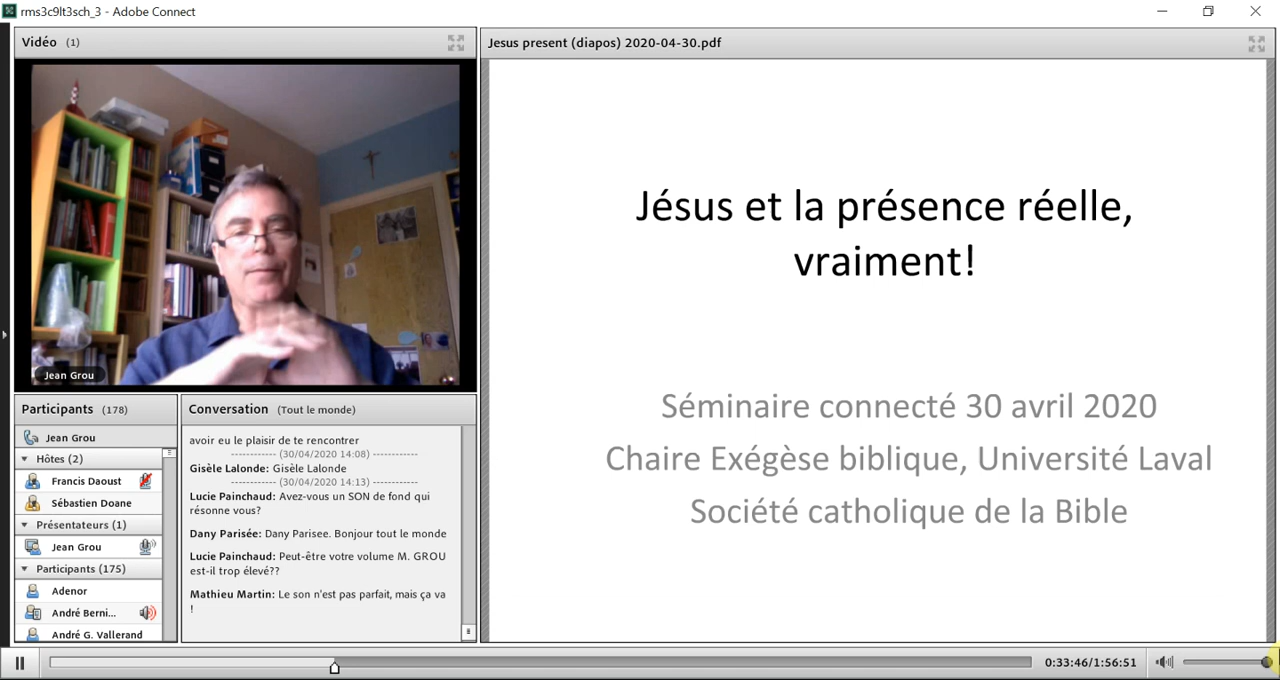 rms3c9lt3sch_3 - Adobe Connect
Vidéo (1)
Jean Grou
Participants (178)
Jean Grou
Hôtes (2)
Francis Daoust
Sébastien Doane
Présentateurs (1)
Jean Grou
Participants (175)
Adenor
André Berni...
André G. Vallerand
Conversation (Tout le monde)
avoir eu le plaisir de te rencontrer
------------ (30/04/2020 14:08) ------------
Gisèle Lalonde: Gisèle Lalonde
------------ (30/04/2020 14:13) ------------
Lucie Painchaud: Avez-vous un SON de fond qui
résonne vous?
Dany Parisée: Dany Parisee. Bonjour tout le monde
Lucie Painchaud: Peut-être votre volume M. GROU
est-il trop élevé??
Mathieu Martin: Le son n'est pas parfait, mais ça va
!
Jesus present (diapos) 2020-04-30.pdf
Jésus et la présence réelle,
vraiment!
Séminaire connecté 30 avril 2020
Chaire Exégèse biblique, Université Laval
Société catholique de la Bible
0:33:46/1:56:51